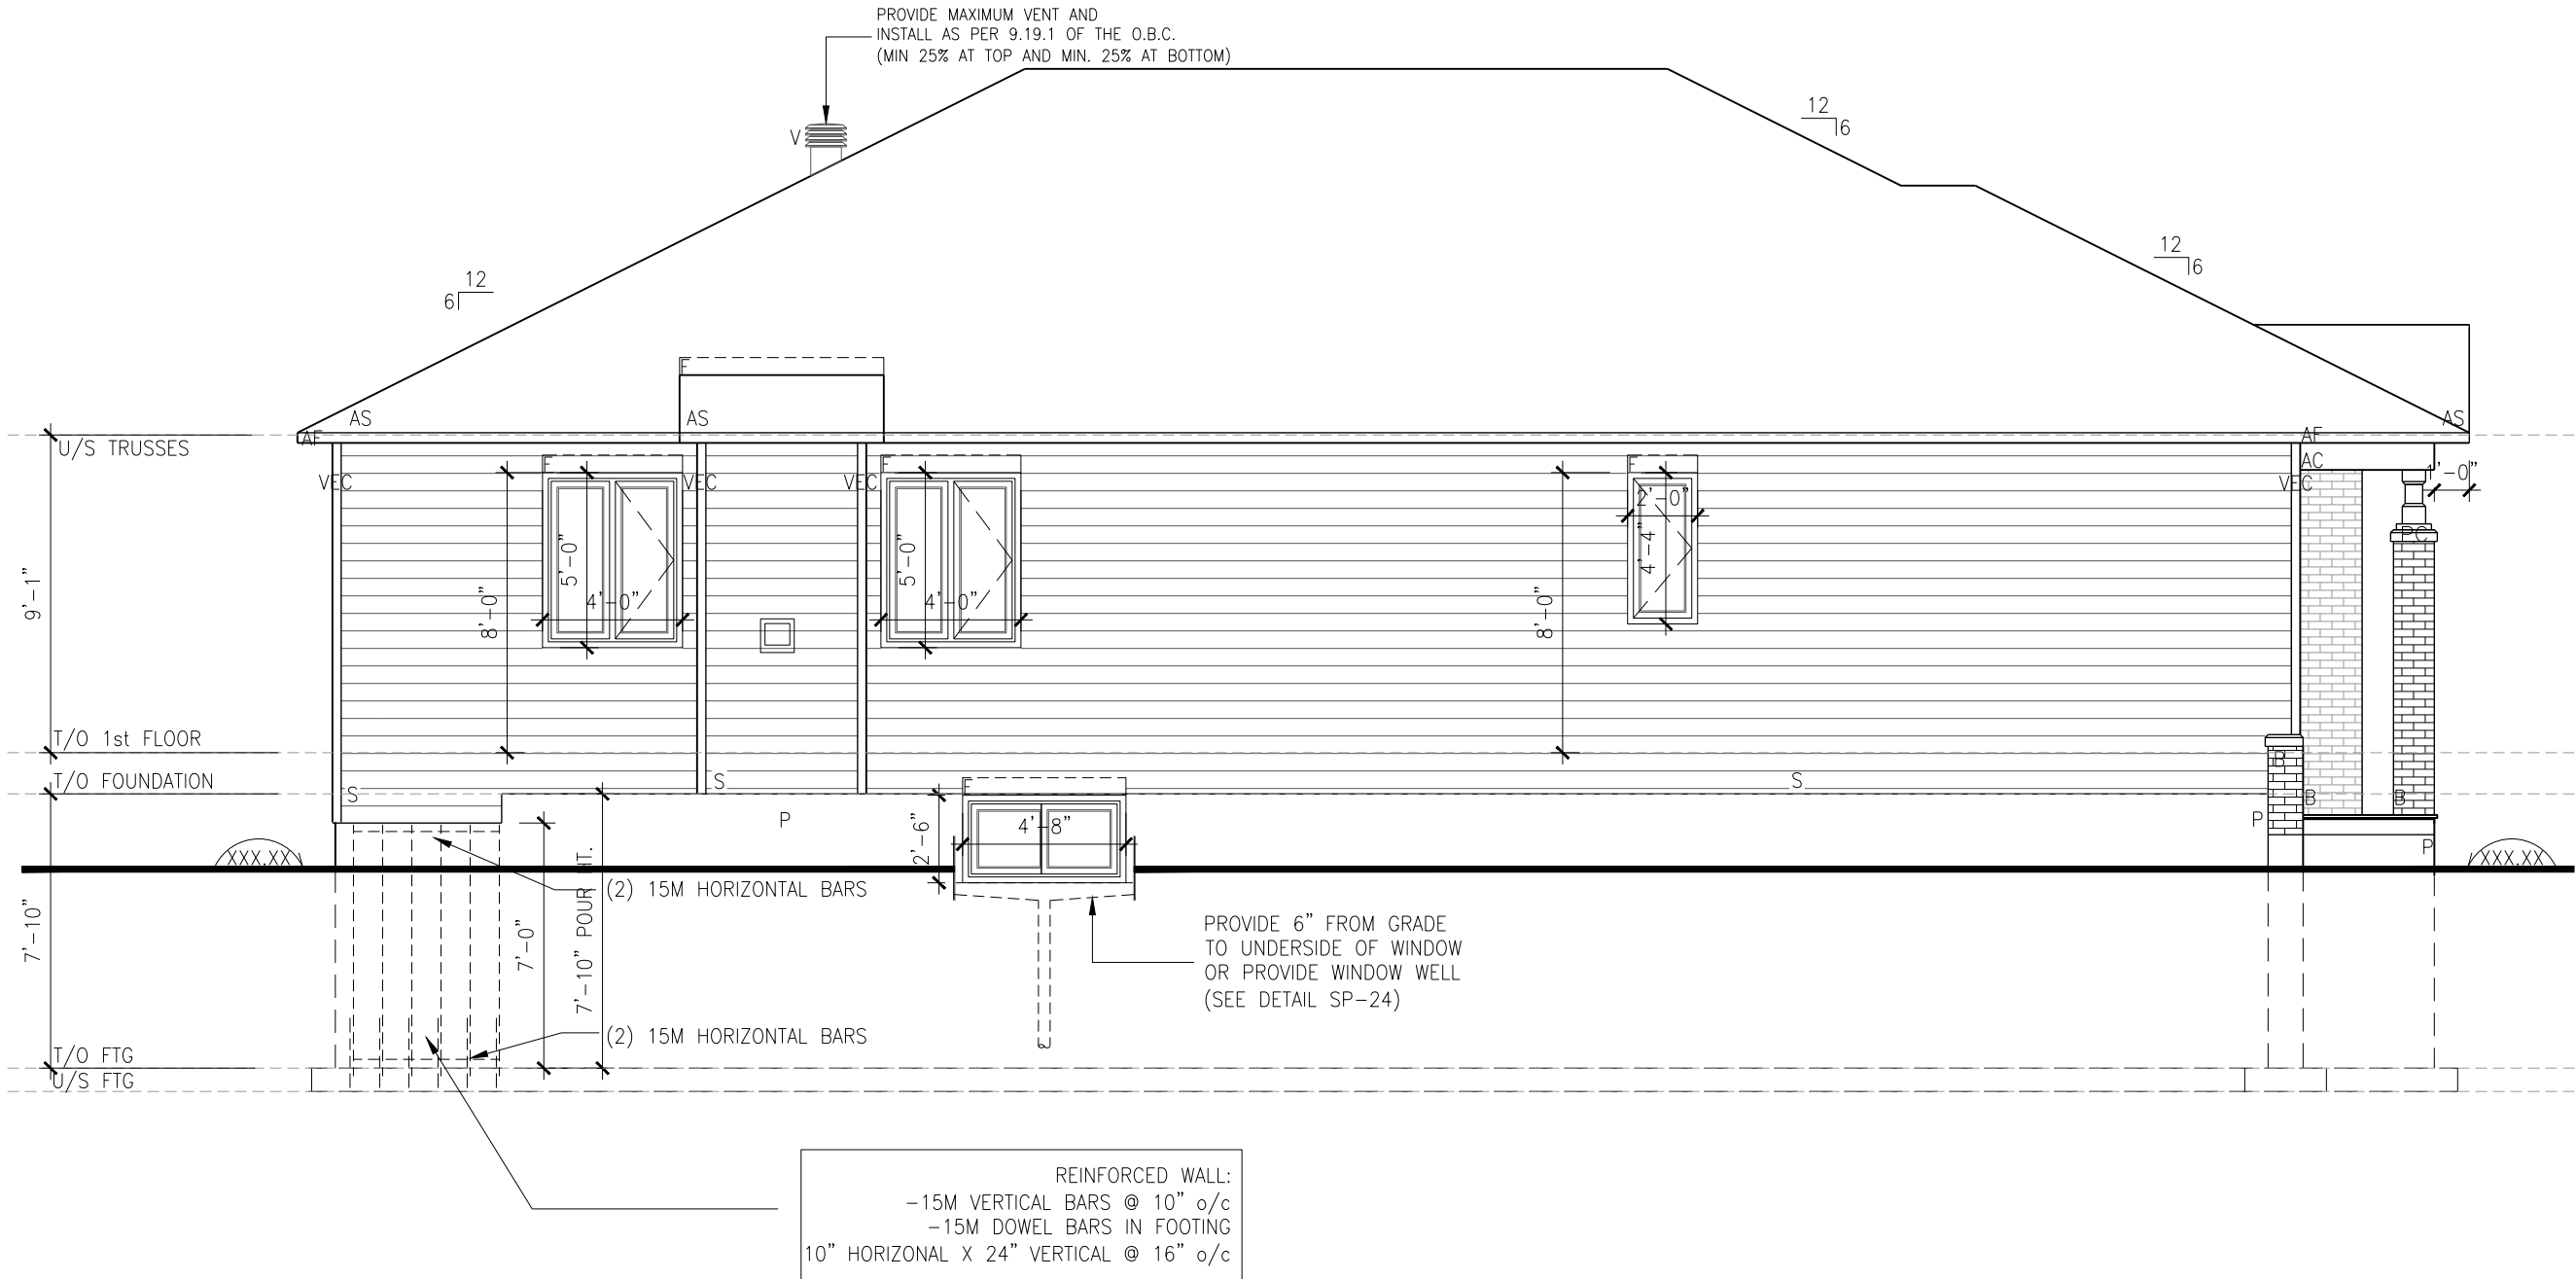 PROVIDE MAXIMUM VENT AND
INSTALL AS PER 9.19.1 OF THE O.B.C.
(MIN 25% AT TOP AND MIN. 25% AT BOTTOM)
V
12
6
12
6
12
6
F
AS
AS
AS
AF
AF
AC
U/S TRUSSES
F
F
F
VEC
VEC
VEC
VEC
1'-0"
2'-0"
PC
5'-0"
5'-0"
4'-4"
4'-0"
4'-0"
9'-1"
8'-0"
8'-0"
T/O 1st FLOOR
B
T/O FOUNDATION
S
S
S
F
B
B
P
P
P
4'-8"
2'-6"
XXX.XX
XXX.XX
(2) 15M HORIZONTAL BARS
7'-10"
7'-0"
7'-10" POUR HT.
PROVIDE 6" FROM GRADE
TO UNDERSIDE OF WINDOW
OR PROVIDE WINDOW WELL
(SEE DETAIL SP-24)
(2) 15M HORIZONTAL BARS
T/O FTG
U/S FTG
REINFORCED WALL:
-15M VERTICAL BARS @ 10" o/c
-15M DOWEL BARS IN FOOTING
10" HORIZONAL X 24" VERTICAL @ 16" o/c